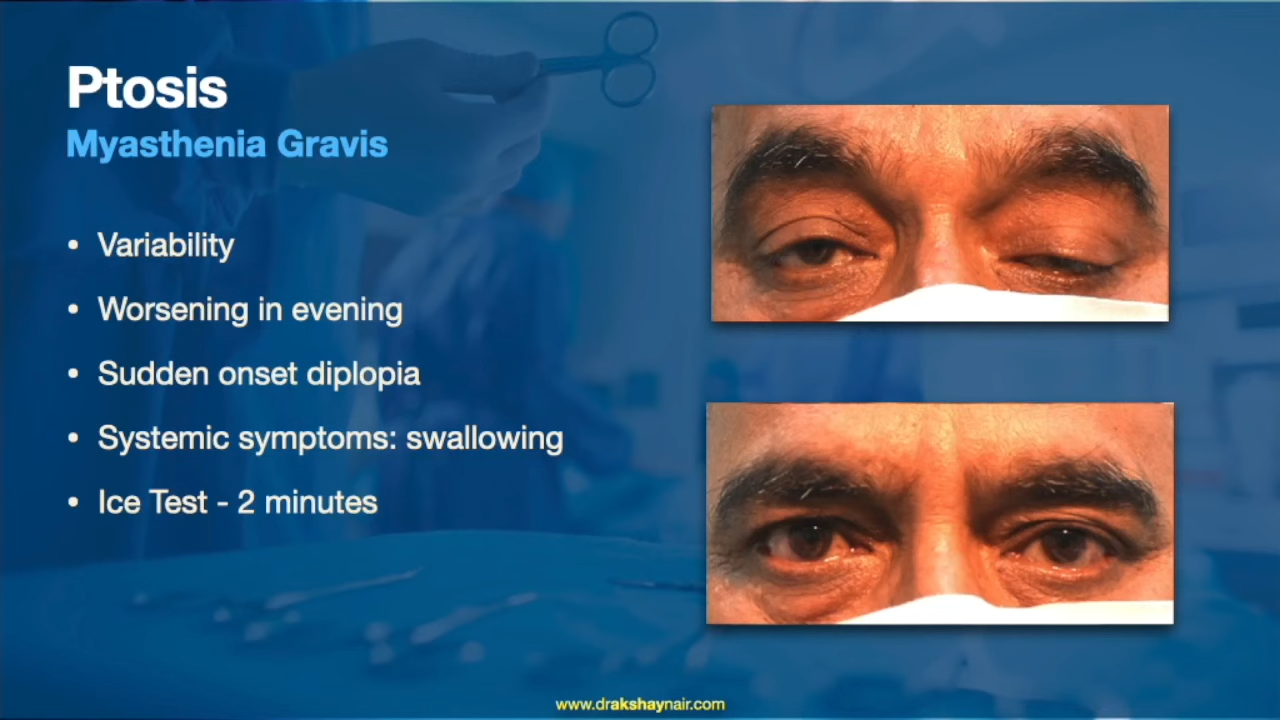 Ptosis
Myasthenia Gravis
• Variability
• Worsening in evening
• Sudden onset diplopia
• Systemic symptoms: swallowing
• Ice Test - 2 minutes
www.drakshaynair.com